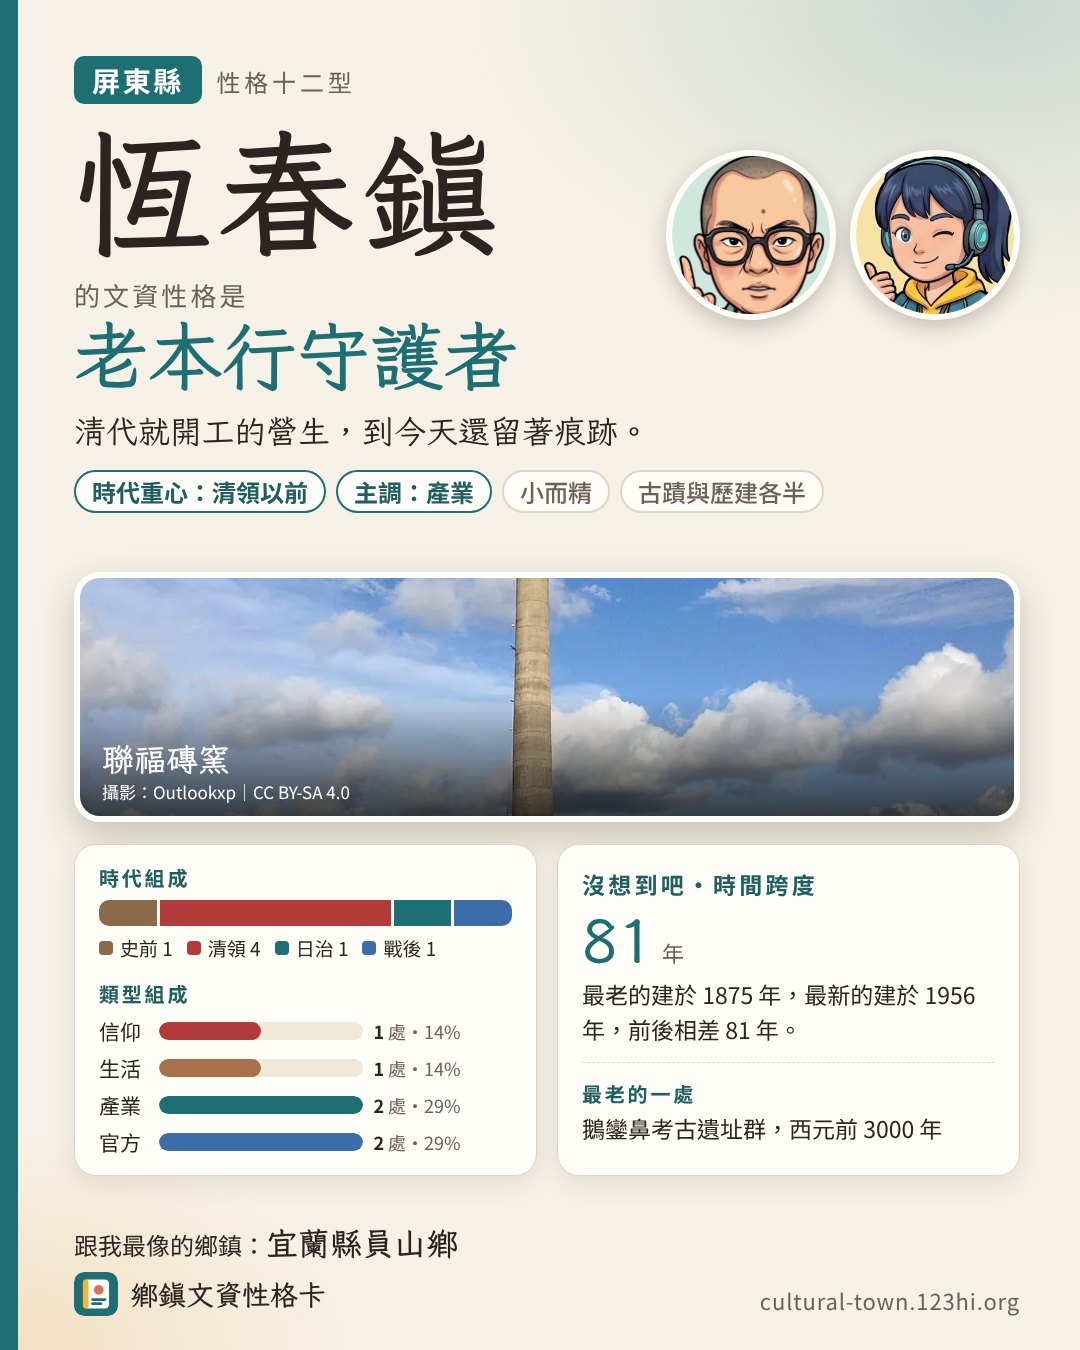 屏東縣 性格十二型
恆春鎮
的文資性格是
老本行守護者
清代就開工的營生，到今天還留著痕跡。
時代重心：清領以前 主調：產業 小而精 古蹟與歷建各半
聯福磚窯
攝影：Outlookxp｜CC BY-SA 4.0
時代組成
史前 1 清領 4 日治 1 戰後 1
類型組成
信仰 1 處・14%
生活 1 處・14%
產業 2 處・29%
官方 2 處・29%
沒想到吧・時間跨度
81 年
最老的建於 1875 年，最新的建於 1956
年，前後相差 81 年。
最老的一處
鵝鑾鼻考古遺址群，西元前 3000 年
跟我最像的鄉鎮：宜蘭縣員山鄉
鄉鎮文資性格卡
cultural-town.123hi.org